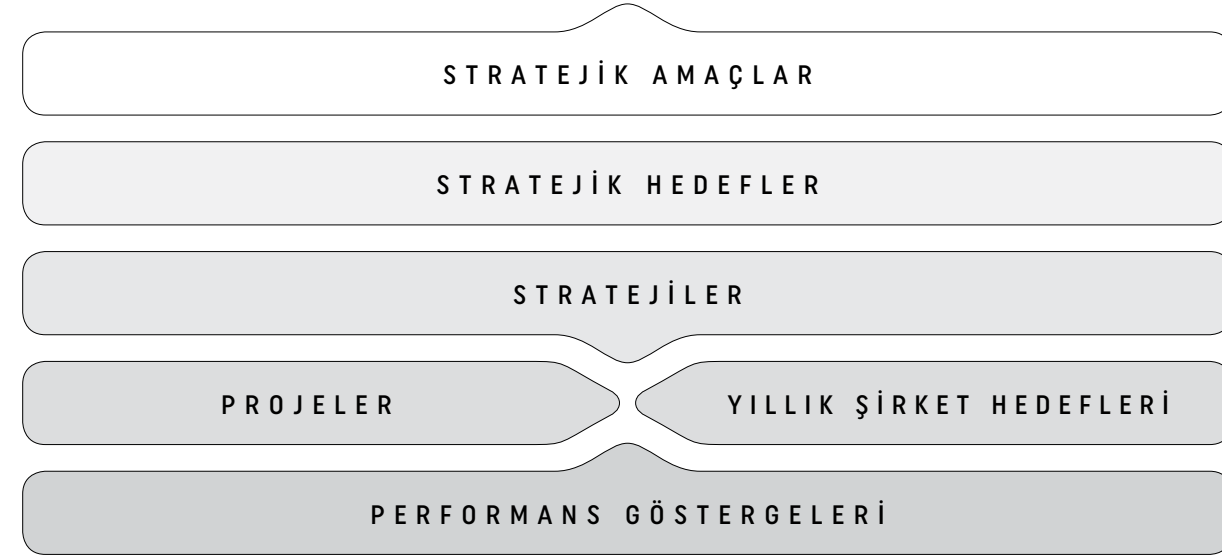 STRATEJİK AMAÇLAR
STRATEJİK HEDEFLER
STRATEJİLER
PROJELER
YILLIK ŞİRKET HEDEFLERİ
PERFORMANS GÖSTERGELERİ